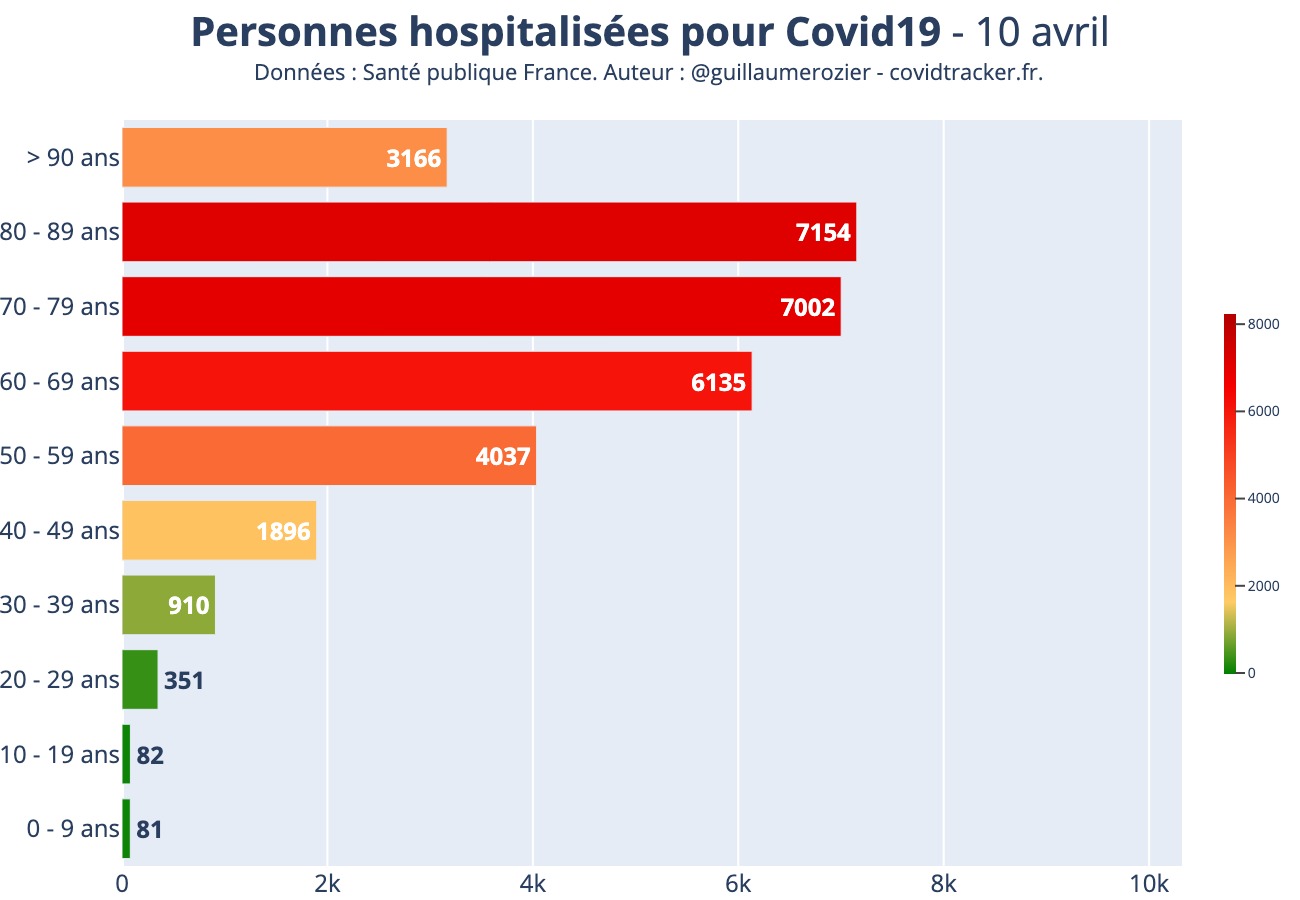 Personnes hospitalisées pour Covid19 - 10 avril
Données : Santé publique France. Auteur : @guillaumerozier - covidtracker.fr.
> 90 ans 3166
80 - 89 ans 7154
70 - 79 ans 7002
60 - 69 ans 6135
50 - 59 ans 4037
40 - 49 ans 1896
30 - 39 ans 910
20 - 29 ans 351
10 - 19 ans 82
0 - 9 ans 81
0 2k 4k 6k 8k 10k
8000
6000
4000
2000
0